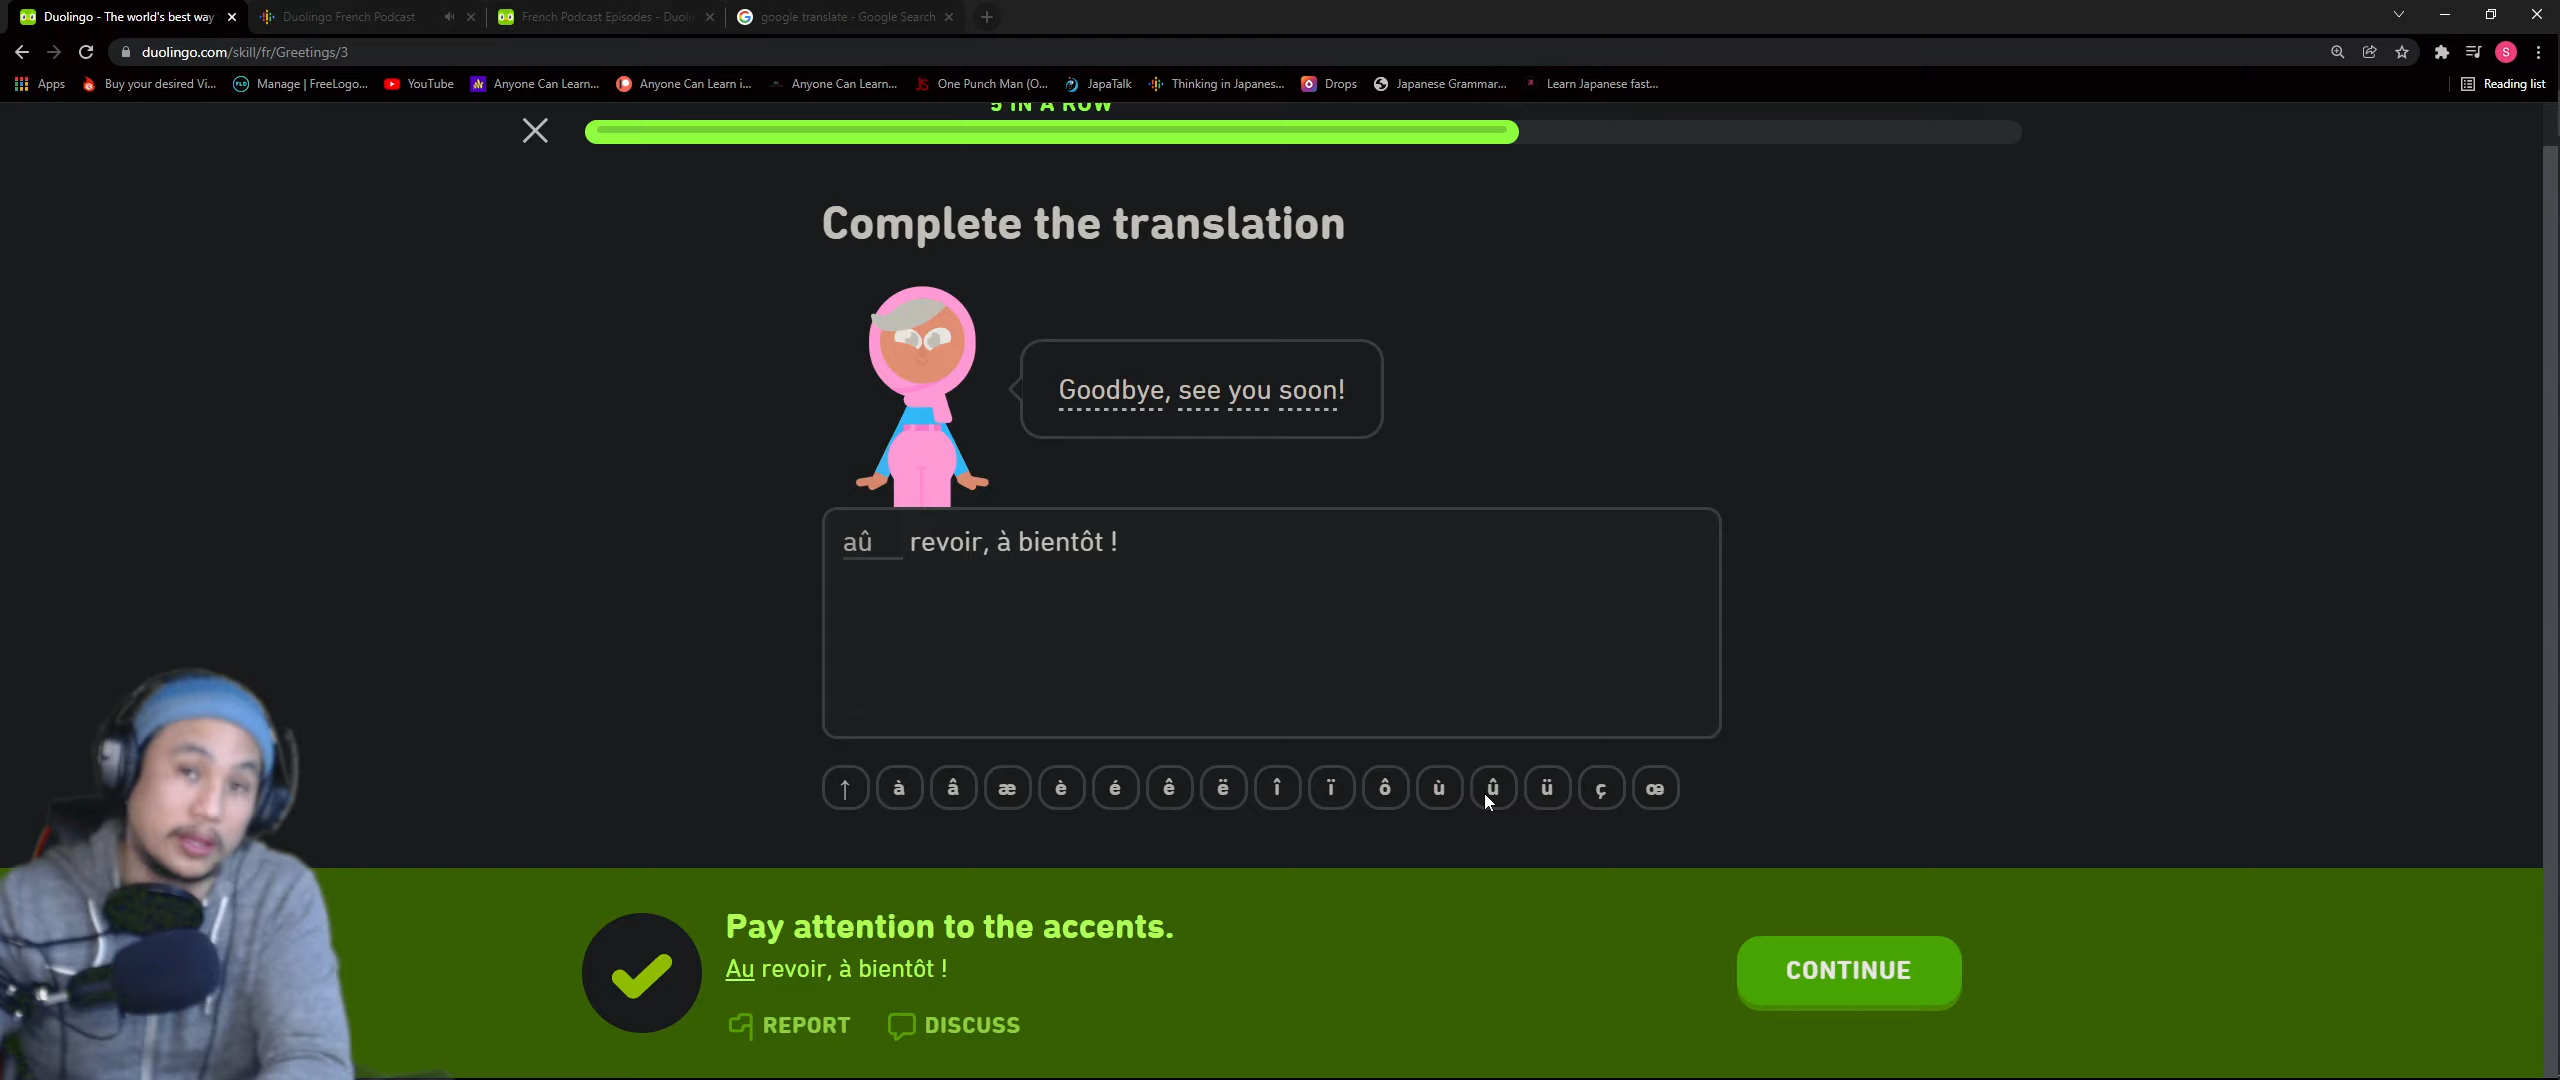 Duolingo - The world's best way
Duolingo French Podcast
French Podcast Episodes - Duoli
google translate - Google Search
duolingo.com/skill/fr/Greetings/3
S
Apps
Buy your desired Vi...
Manage | FreeLogo...
YouTube
Anyone Can Learn...
Anyone Can Learn i...
Anyone Can Learn...
One Punch Man (O...
JapaTalk
Thinking in Japanes...
Drops
Japanese Grammar...
Learn Japanese fast...
Reading list
5 IN A ROW
Complete the translation
Goodbye, see you soon!
aû revoir, à bientôt !
↑ à â æ è é ê ë î ï ô ù û ü ç œ
Pay attention to the accents.
Au revoir, à bientôt !
REPORT
DISCUSS
CONTINUE